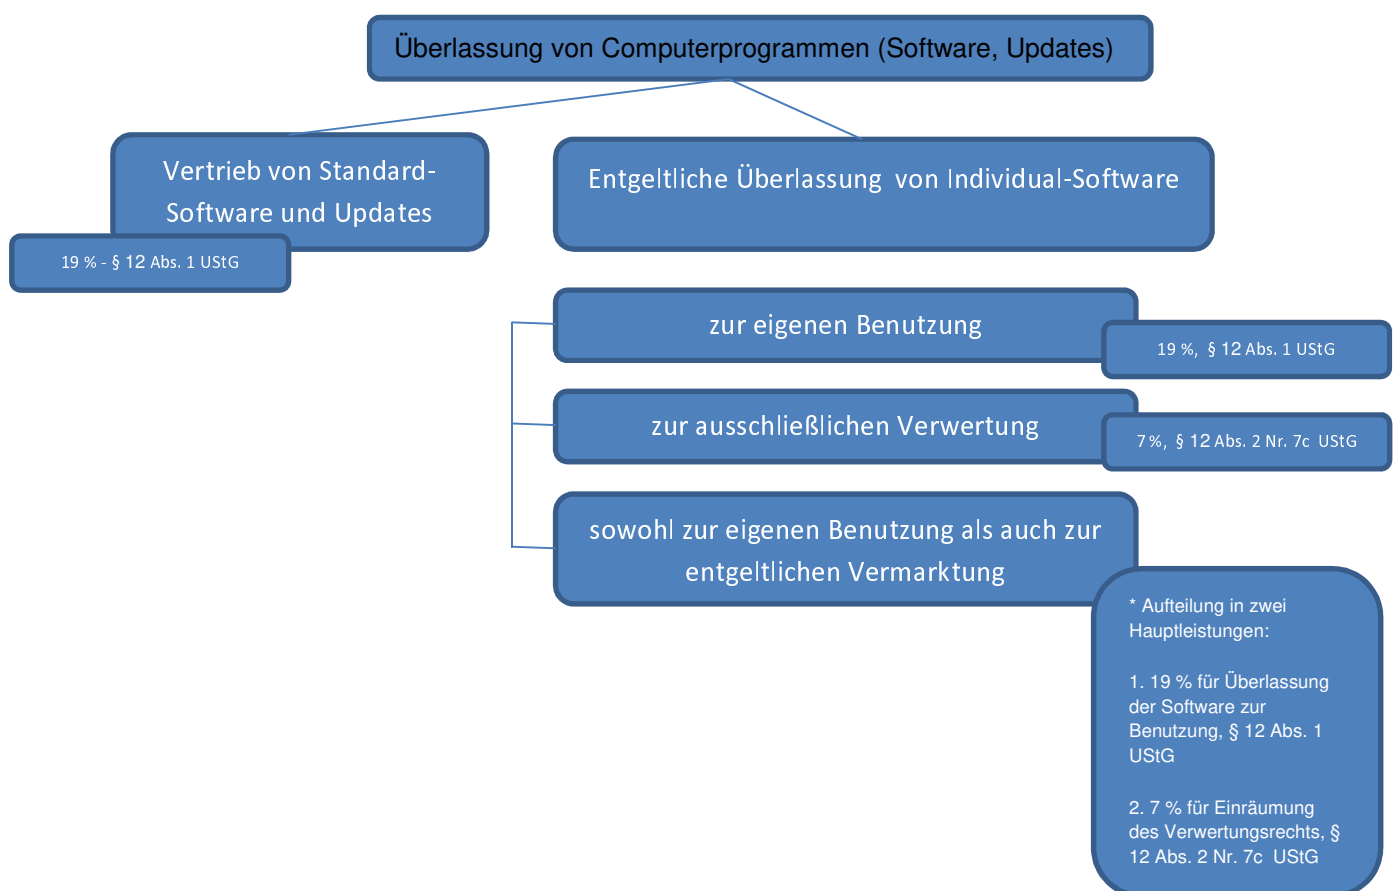 Überlassung von Computerprogrammen (Software, Updates)
Vertrieb von Standard-
Software und Updates
19 % - § 12 Abs. 1 UStG
Entgeltliche Überlassung von Individual-Software
zur eigenen Benutzung
19 %, § 12 Abs. 1 UStG
zur ausschließlichen Verwertung
7 %, § 12 Abs. 2 Nr. 7c UStG
sowohl zur eigenen Benutzung als auch zur
entgeltlichen Vermarktung
* Aufteilung in zwei
Hauptleistungen:
1. 19 % für Überlassung
der Software zur
Benutzung, § 12 Abs. 1
UStG
2. 7 % für Einräumung
des Verwertungsrechts, §
12 Abs. 2 Nr. 7c UStG